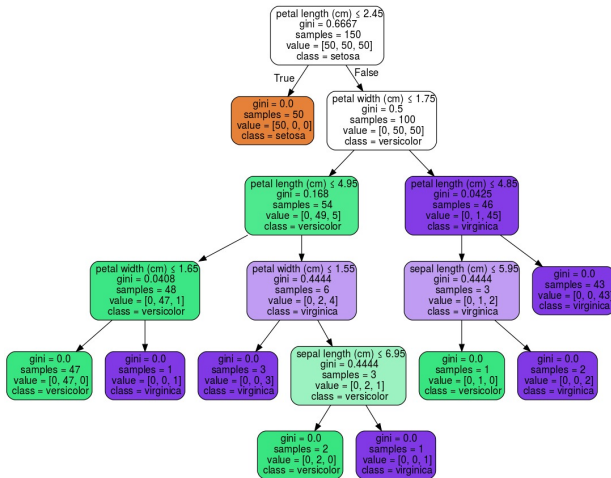 petal length (cm) ≤ 2.45
gini = 0.6667
samples = 150
value = [50, 50, 50]
class = setosa
True
False
gini = 0.0
samples = 50
value = [50, 0, 0]
class = setosa
petal width (cm) ≤ 1.75
gini = 0.5
samples = 100
value = [0, 50, 50]
class = versicolor
petal length (cm) ≤ 4.95
gini = 0.168
samples = 54
value = [0, 49, 5]
class = versicolor
petal length (cm) ≤ 4.85
gini = 0.0425
samples = 46
value = [0, 1, 45]
class = virginica
petal width (cm) ≤ 1.65
gini = 0.0408
samples = 48
value = [0, 47, 1]
class = versicolor
petal width (cm) ≤ 1.55
gini = 0.4444
samples = 6
value = [0, 2, 4]
class = virginica
sepal length (cm) ≤ 5.95
gini = 0.4444
samples = 3
value = [0, 1, 2]
class = virginica
gini = 0.0
samples = 43
value = [0, 0, 43]
class = virginica
gini = 0.0
samples = 47
value = [0, 47, 0]
class = versicolor
gini = 0.0
samples = 1
value = [0, 0, 1]
class = virginica
gini = 0.0
samples = 3
value = [0, 0, 3]
class = virginica
sepal length (cm) ≤ 6.95
gini = 0.4444
samples = 3
value = [0, 2, 1]
class = versicolor
gini = 0.0
samples = 1
value = [0, 1, 0]
class = versicolor
gini = 0.0
samples = 2
value = [0, 0, 2]
class = virginica
gini = 0.0
samples = 2
value = [0, 2, 0]
class = versicolor
gini = 0.0
samples = 1
value = [0, 0, 1]
class = virginica